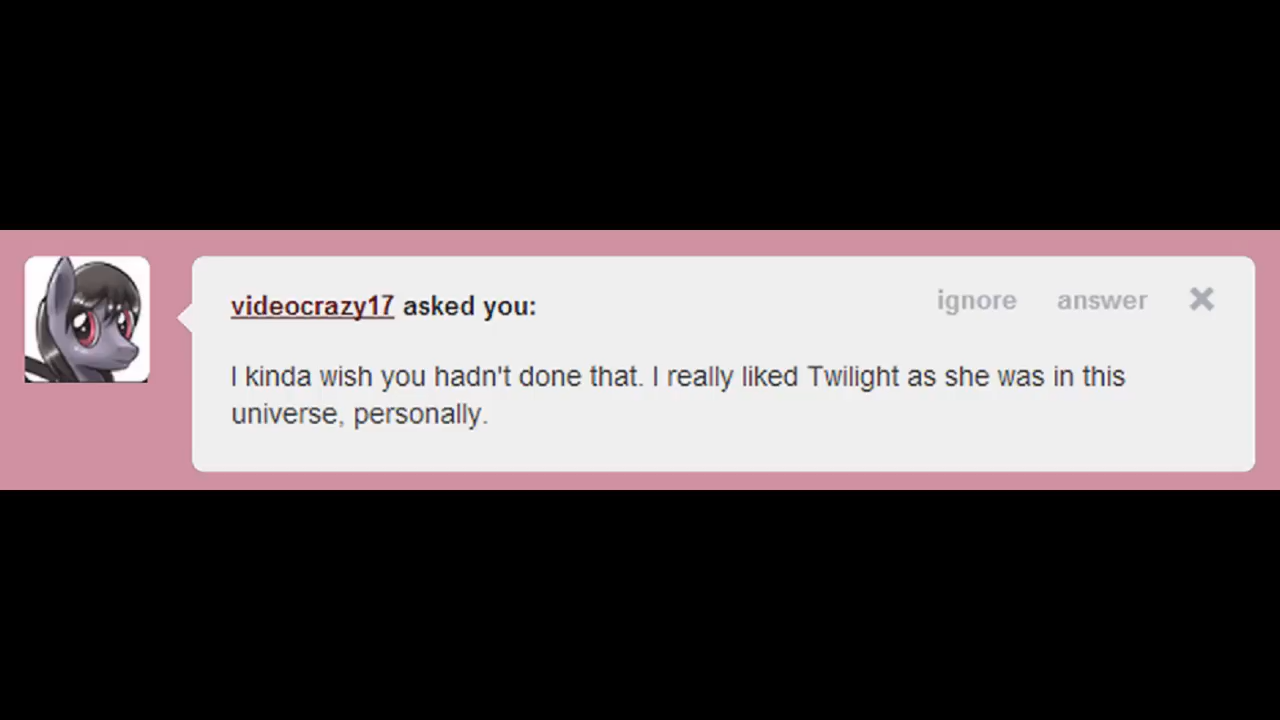 videocrazy17 asked you:
ignore answer
I kinda wish you hadn't done that. I really liked Twilight as she was in this
universe, personally.